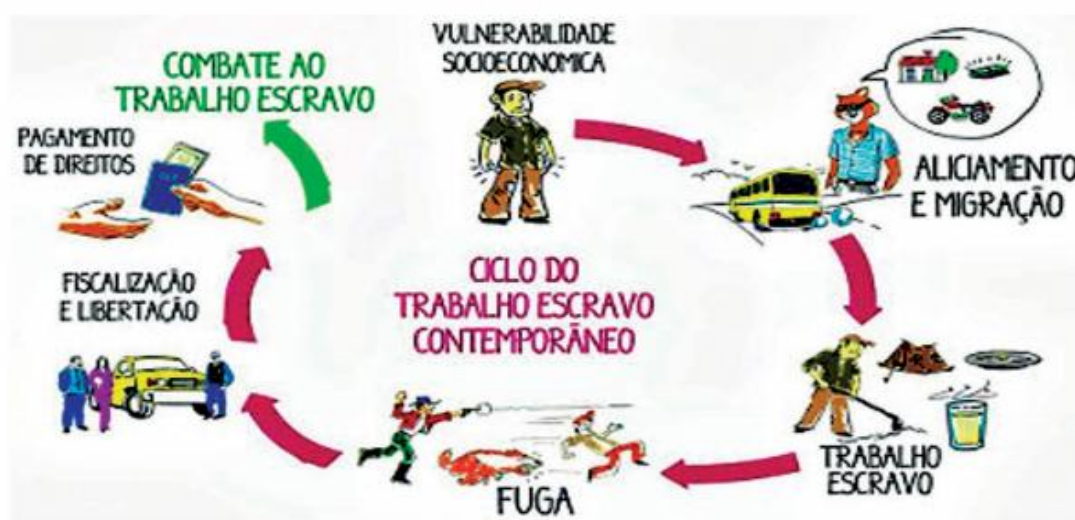 VULNERABILIDADE
SOCIOECONOMICA
ALICIAMENTO
E MIGRAÇÃO
TRABALHO
ESCRAVO
FUGA
FISCALIZAÇÃO
E LIBERTAÇÃO
PAGAMENTO
DE DIREITOS
COMBATE AO
TRABALHO ESCRAVO
CICLO DO
TRABALHO ESCRAVO
CONTEMPORÂNEO